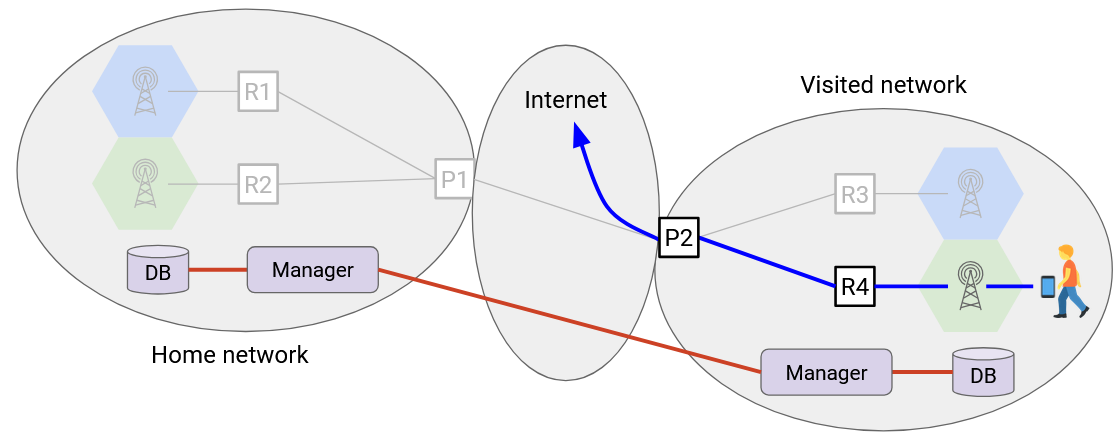 Home network
R1
R2
P1
DB
Manager
Internet
Visited network
P2
R3
R4
Manager
DB